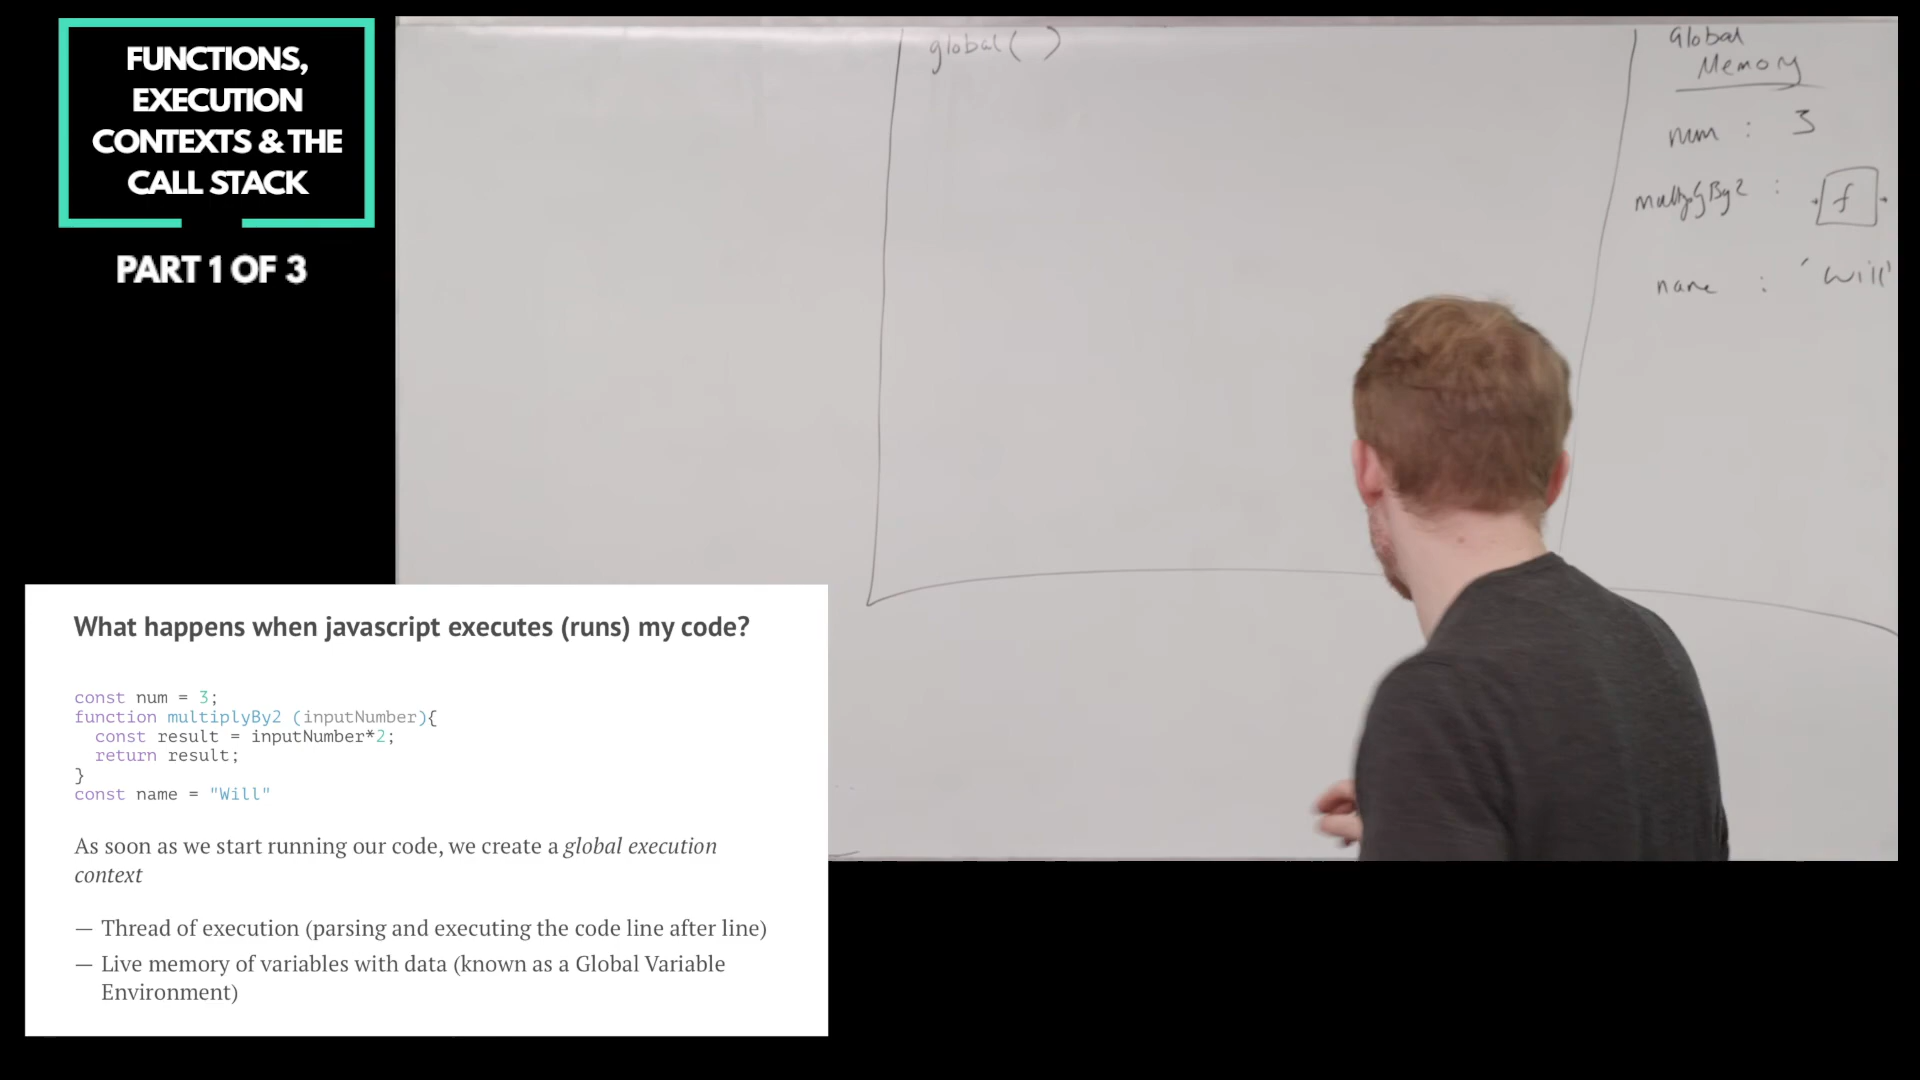 FUNCTIONS,
EXECUTION
CONTEXTS & THE
CALL STACK
PART 1 OF 3
global( )
Global
Memory
num : 3
multiplyBy2 : f
name : 'Will'
What happens when javascript executes (runs) my code?
const num = 3;
function multiplyBy2 (inputNumber){
const result = inputNumber*2;
return result;
}
const name = "Will"
As soon as we start running our code, we create a global execution
context
— Thread of execution (parsing and executing the code line after line)
— Live memory of variables with data (known as a Global Variable
Environment)